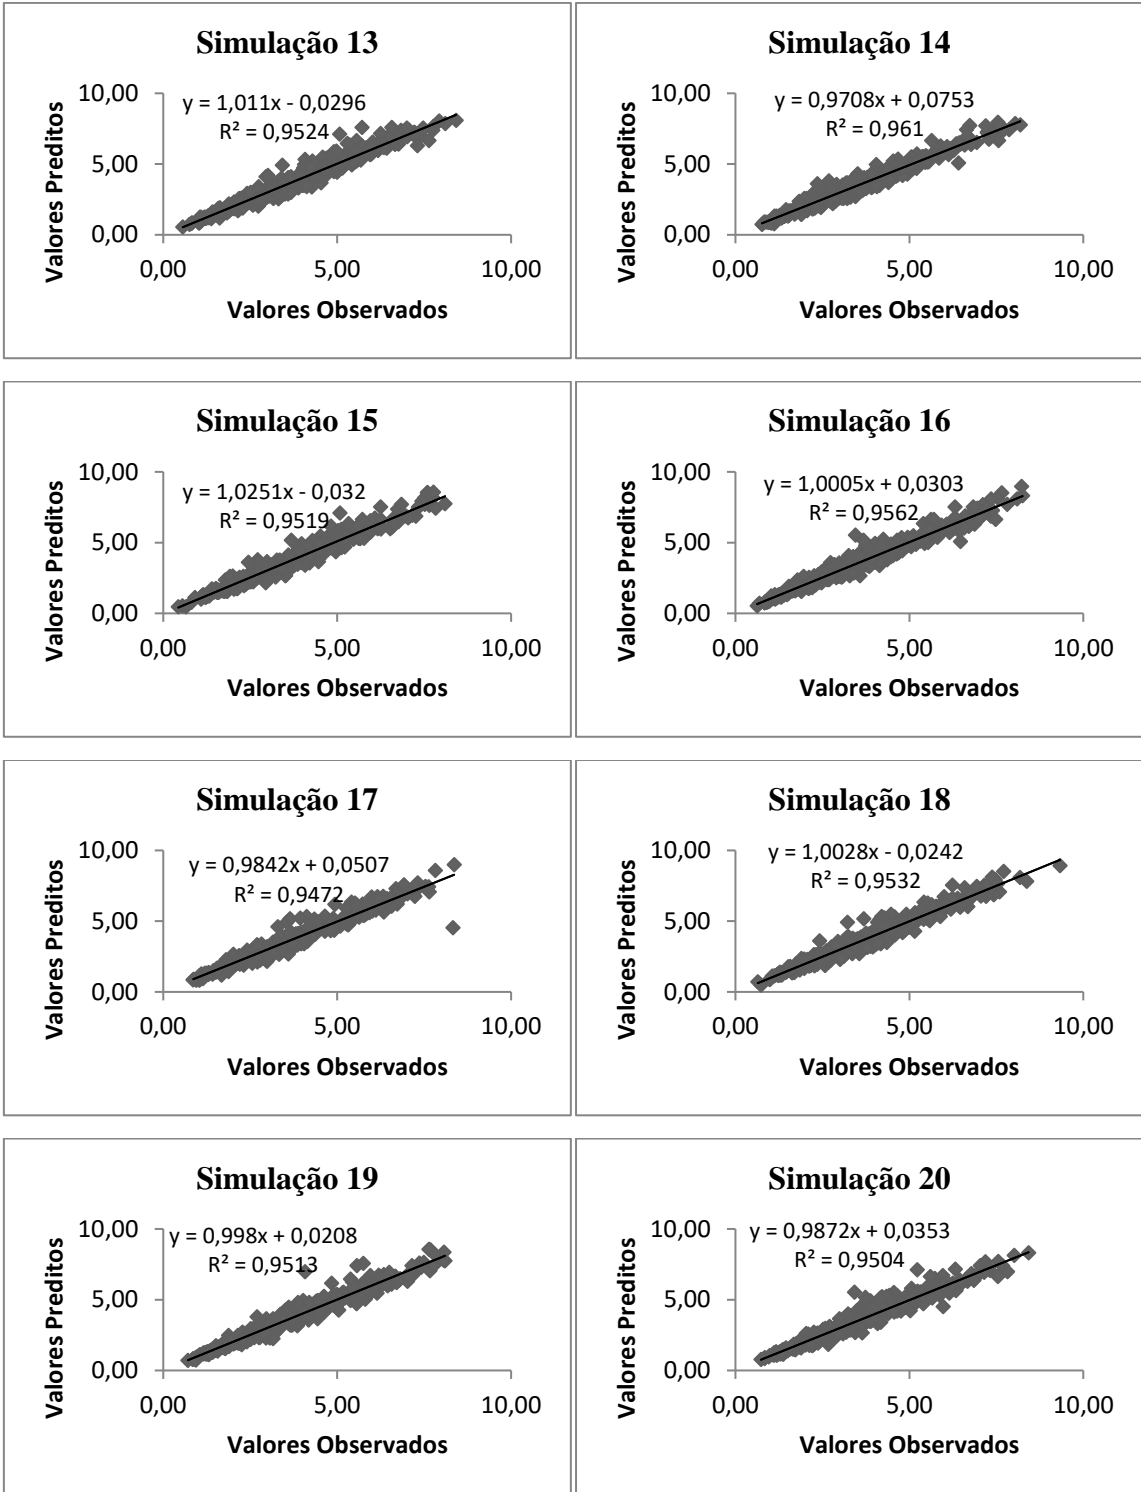 Simulação 13
y = 1,011x - 0,0296
R² = 0,9524
10,00
5,00
0,00
0,00 5,00 10,00
Valores Preditos
Valores Observados
Simulação 14
y = 0,9708x + 0,0753
R² = 0,961
10,00
5,00
0,00
0,00 5,00 10,00
Valores Preditos
Valores Observados
Simulação 15
y = 1,0251x - 0,032
R² = 0,9519
10,00
5,00
0,00
0,00 5,00 10,00
Valores Preditos
Valores Observados
Simulação 16
y = 1,0005x + 0,0303
R² = 0,9562
10,00
5,00
0,00
0,00 5,00 10,00
Valores Preditos
Valores Observados
Simulação 17
y = 0,9842x + 0,0507
R² = 0,9472
10,00
5,00
0,00
0,00 5,00 10,00
Valores Preditos
Valores Observados
Simulação 18
y = 1,0028x - 0,0242
R² = 0,9532
10,00
5,00
0,00
0,00 5,00 10,00
Valores Preditos
Valores Observados
Simulação 19
y = 0,998x + 0,0208
R² = 0,9513
10,00
5,00
0,00
0,00 5,00 10,00
Valores Preditos
Valores Observados
Simulação 20
y = 0,9872x + 0,0353
R² = 0,9504
10,00
5,00
0,00
0,00 5,00 10,00
Valores Preditos
Valores Observados